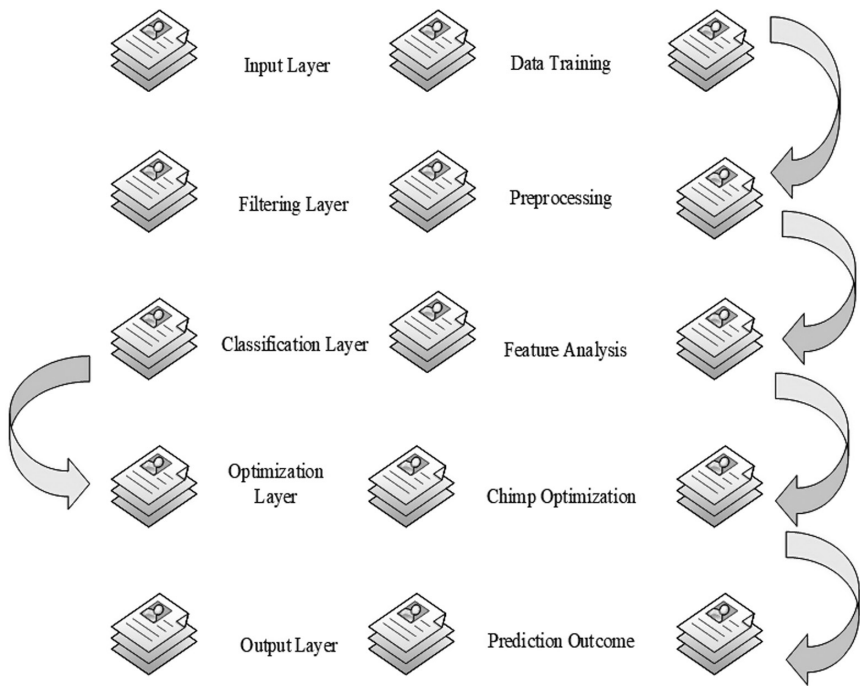 Input Layer
Data Training
Filtering Layer
Preprocessing
Classification Layer
Feature Analysis
Optimization
Layer
Chimp Optimization
Output Layer
Prediction Outcome